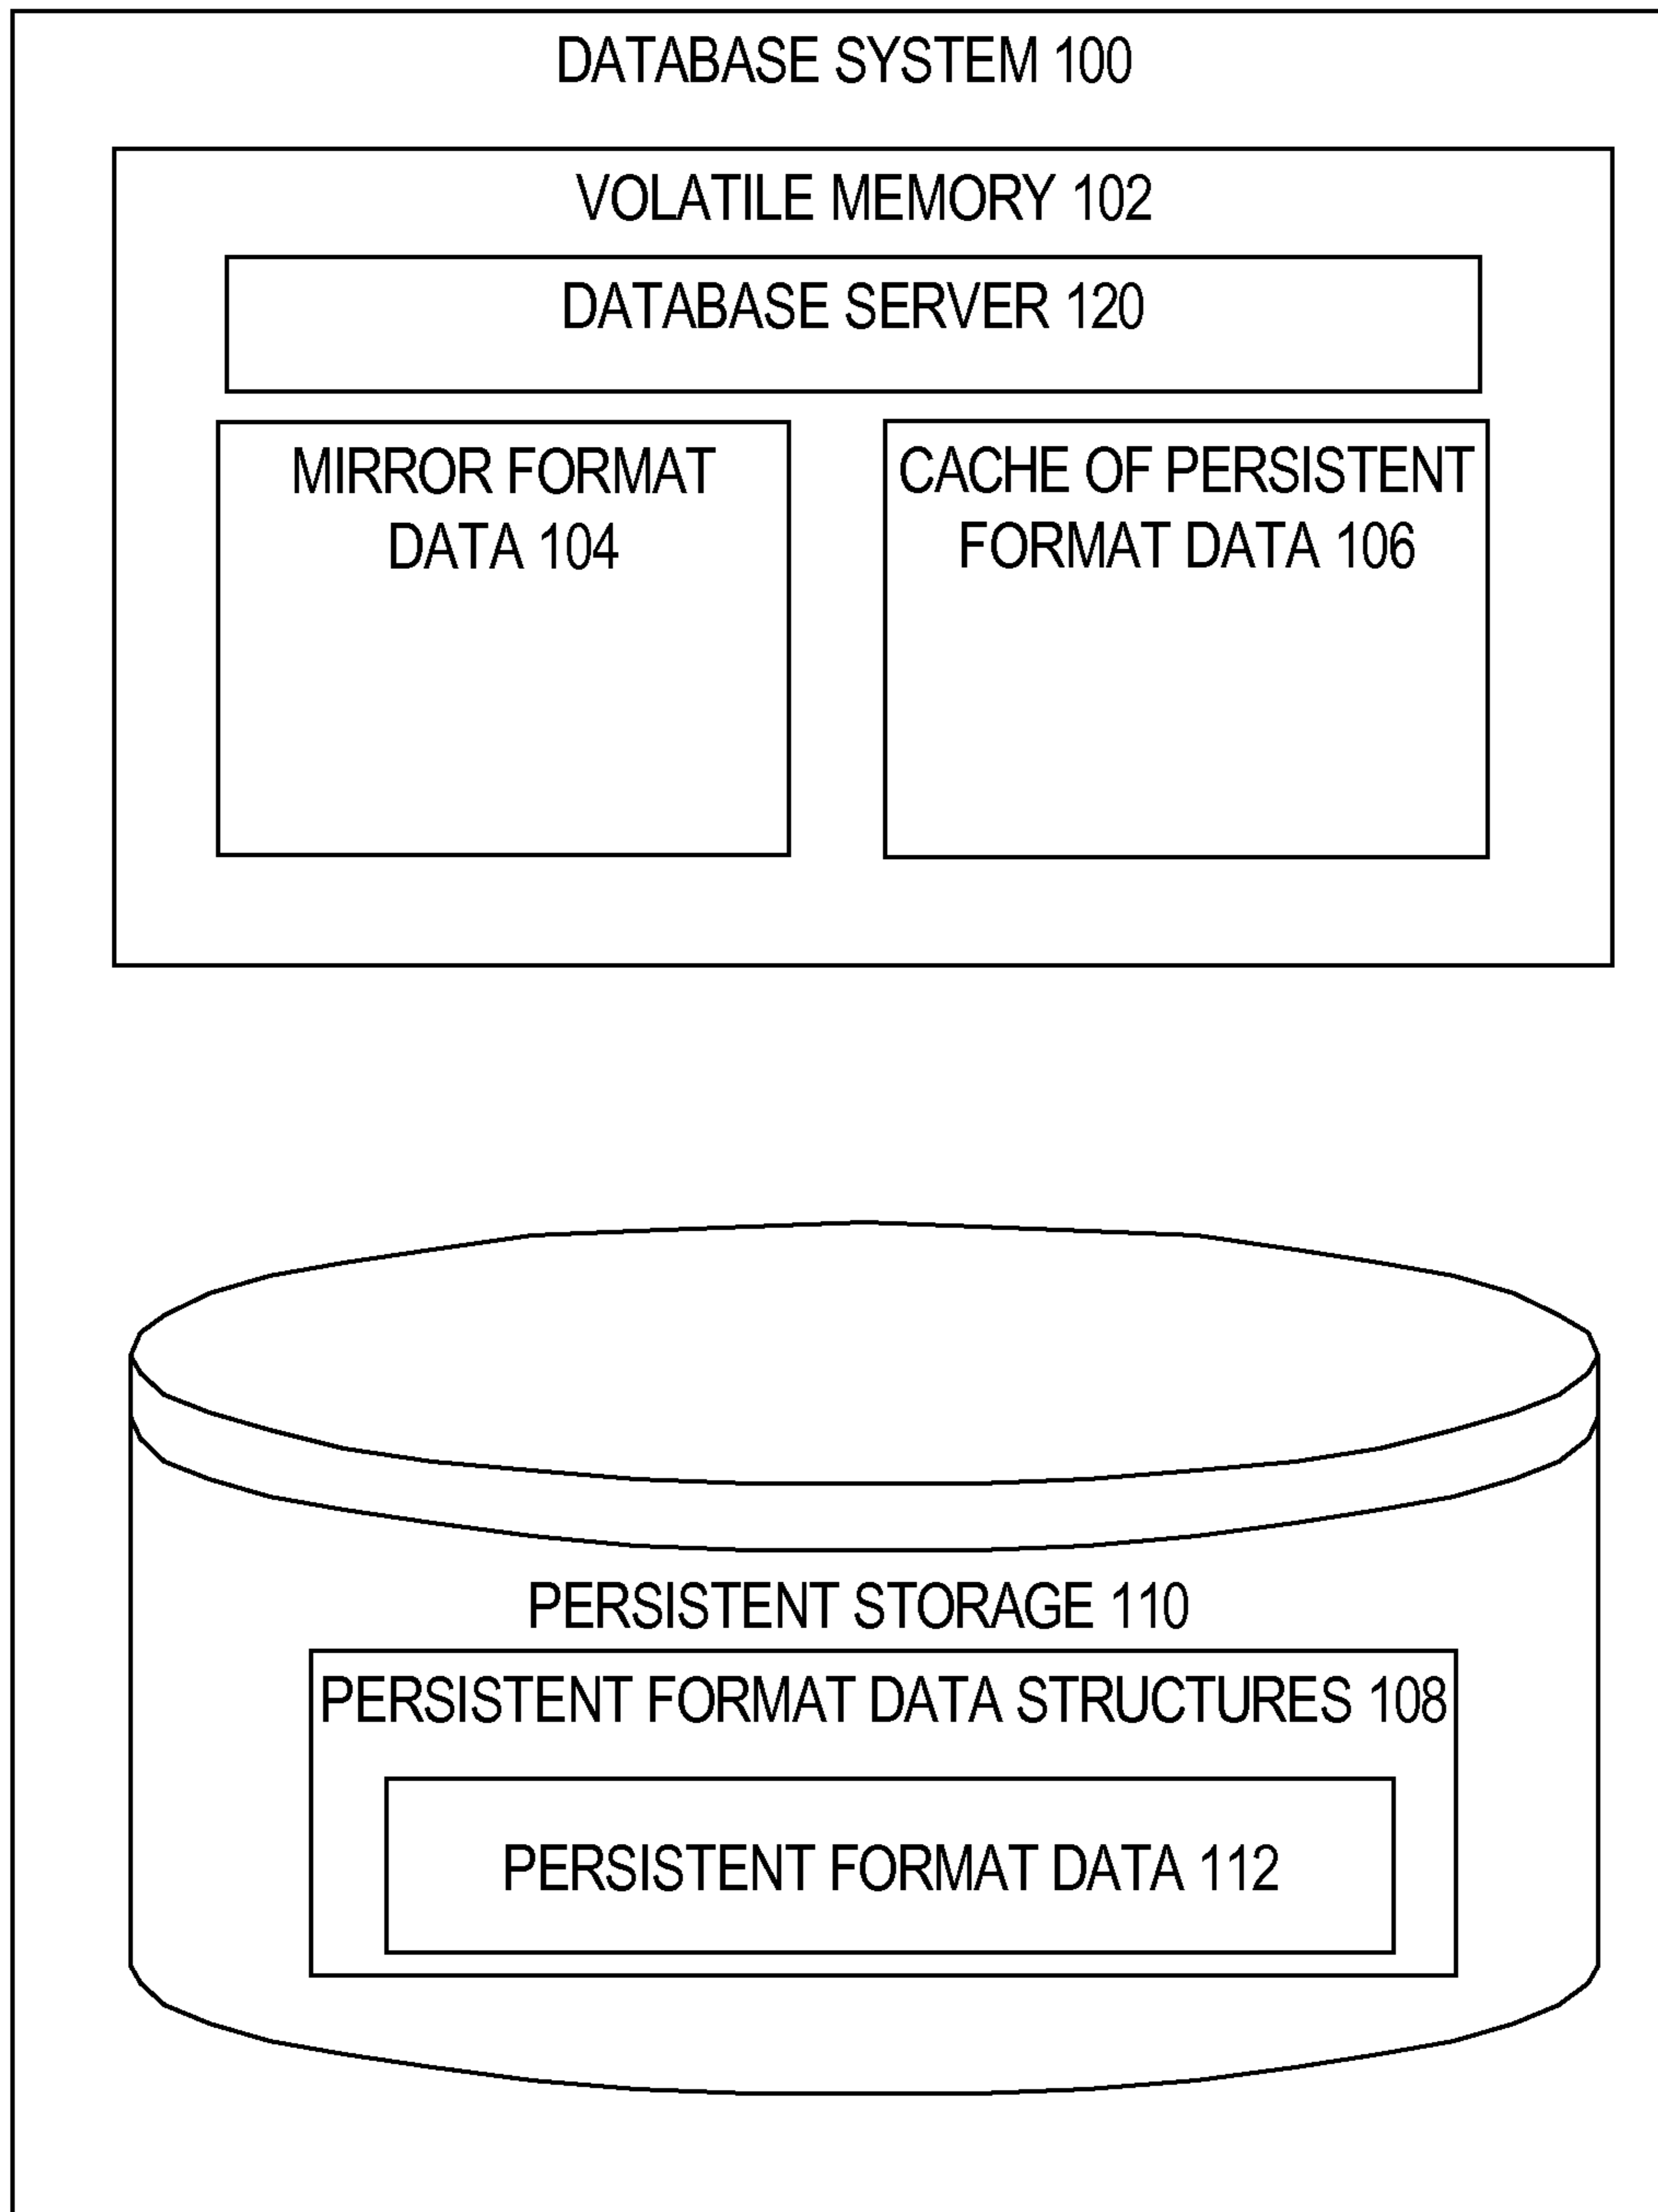 DATABASE SYSTEM 100
VOLATILE MEMORY 102
DATABASE SERVER 120
MIRROR FORMAT
DATA 104
CACHE OF PERSISTENT
FORMAT DATA 106
PERSISTENT STORAGE 110
PERSISTENT FORMAT DATA STRUCTURES 108
PERSISTENT FORMAT DATA 112